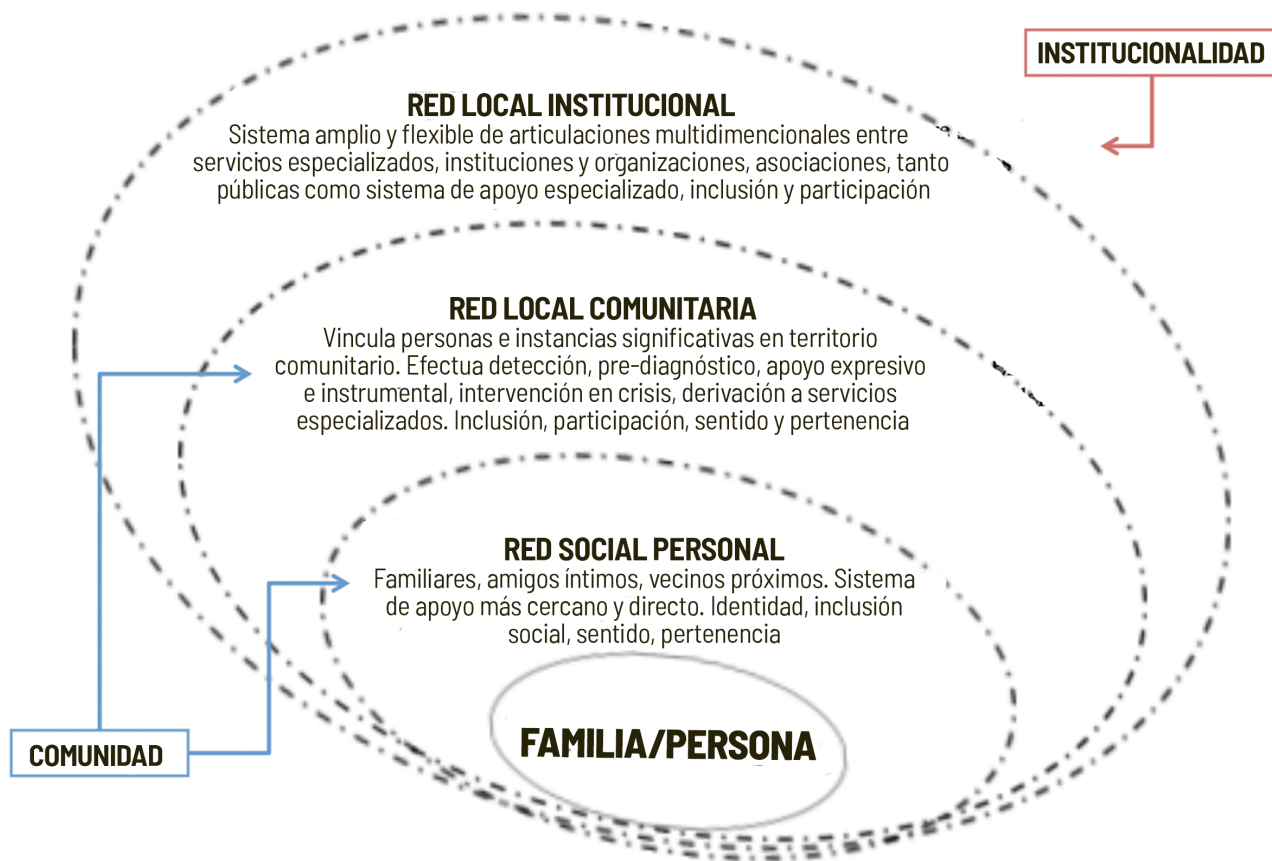 INSTITUCIONALIDAD
RED LOCAL INSTITUCIONAL
Sistema amplio y flexible de articulaciones multidimencionales entre
servicios especializados, instituciones y organizaciones, asociaciones, tanto
públicas como sistema de apoyo especializado, inclusión y participación
RED LOCAL COMUNITARIA
Vincula personas e instancias significativas en territorio
comunitario. Efectua detección, pre-diagnóstico, apoyo expresivo
e instrumental, intervención en crisis, derivación a servicios
especializados. Inclusión, participación, sentido y pertenencia
RED SOCIAL PERSONAL
Familiares, amigos íntimos, vecinos próximos. Sistema
de apoyo más cercano y directo. Identidad, inclusión
social, sentido, pertenencia
FAMILIA/PERSONA
COMUNIDAD